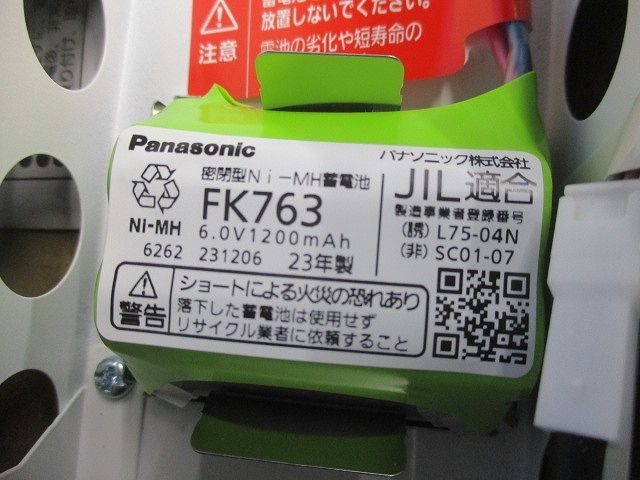 放置しないでください。
注意
電池の劣化や短寿命の
Panasonic
パナソニック株式会社
密閉型Ni-MH蓄電池
JIL適合
FK763
製造事業者登録番号
Ni-MH
6.0V1200mAh
(誘) L75-04N
6262 231206 23年製
(非) SC01-07
ショートによる火災の恐れあり
警告
落下した蓄電池は使用せず
リサイクル業者に依頼すること